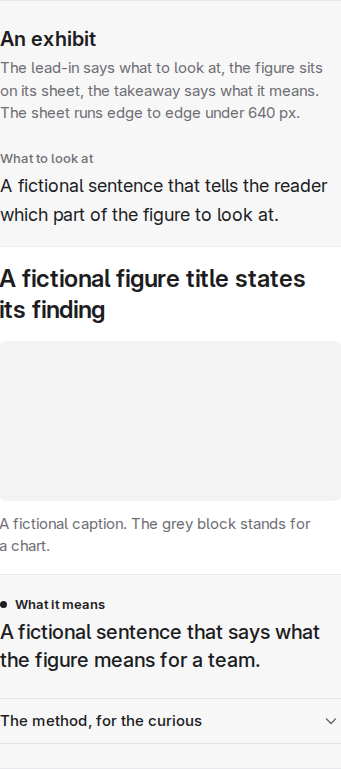 An exhibit
The lead-in says what to look at, the figure sits
on its sheet, the takeaway says what it means.
The sheet runs edge to edge under 640 px.
What to look at
A fictional sentence that tells the reader
which part of the figure to look at.
A fictional figure title states
its finding
A fictional caption. The grey block stands for
a chart.
What it means
A fictional sentence that says what
the figure means for a team.
The method, for the curious